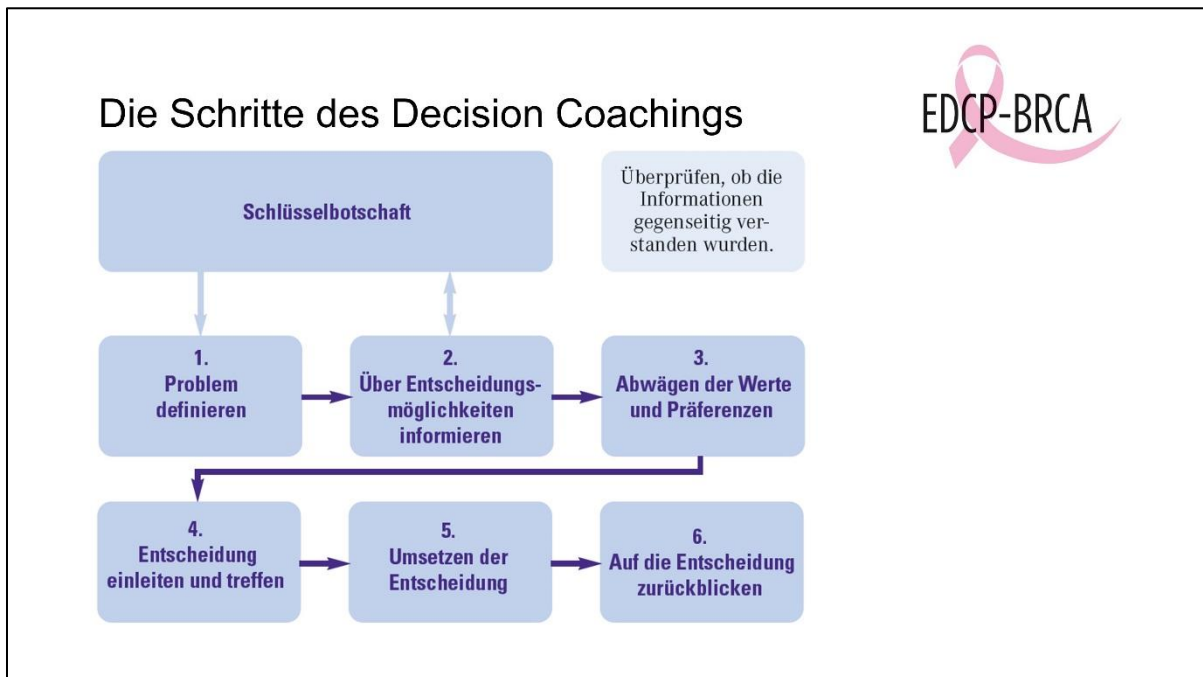 Die Schritte des Decision Coachings
EDCP-BRCA
Schlüsselbotschaft
Überprüfen, ob die
Informationen
gegenseitig ver-
standen wurden.
1.
Problem
definieren
2.
Über Entscheidungs-
möglichkeiten
informieren
3.
Abwägen der Werte
und Präferenzen
4.
Entscheidung
einleiten und treffen
5.
Umsetzen der
Entscheidung
6.
Auf die Entscheidung
zurückblicken